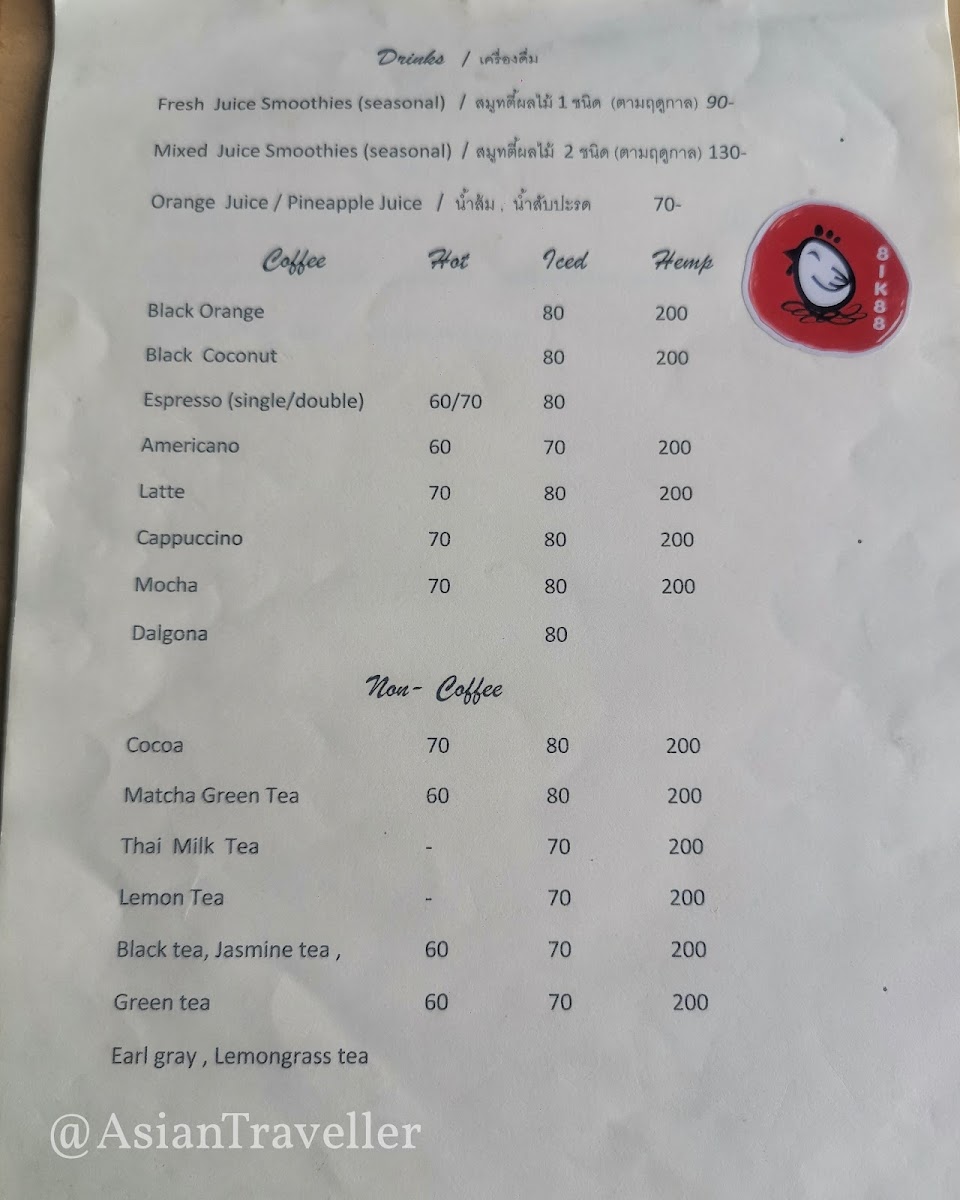 Drinks / เครื่องดื่ม
Fresh Juice Smoothies (seasonal) / สมูทตี้ผลไม้ 1 ชนิด (ตามฤดูกาล) 90-
Mixed Juice Smoothies (seasonal) / สมูทตี้ผลไม้ 2 ชนิด (ตามฤดูกาล) 130-
Orange Juice / Pineapple Juice / น้ำส้ม , น้ำสับปะรด 70-
8IK88
Coffee Hot Iced Hemp
Black Orange 80 200
Black Coconut 80 200
Espresso (single/double) 60/70 80
Americano 60 70 200
Latte 70 80 200
Cappuccino 70 80 200
Mocha 70 80 200
Dalgona 80
Non- Coffee
Cocoa 70 80 200
Matcha Green Tea 60 80 200
Thai Milk Tea - 70 200
Lemon Tea - 70 200
Black tea, Jasmine tea , 60 70 200
Green tea 60 70 200
Earl gray , Lemongrass tea
@AsianTraveller